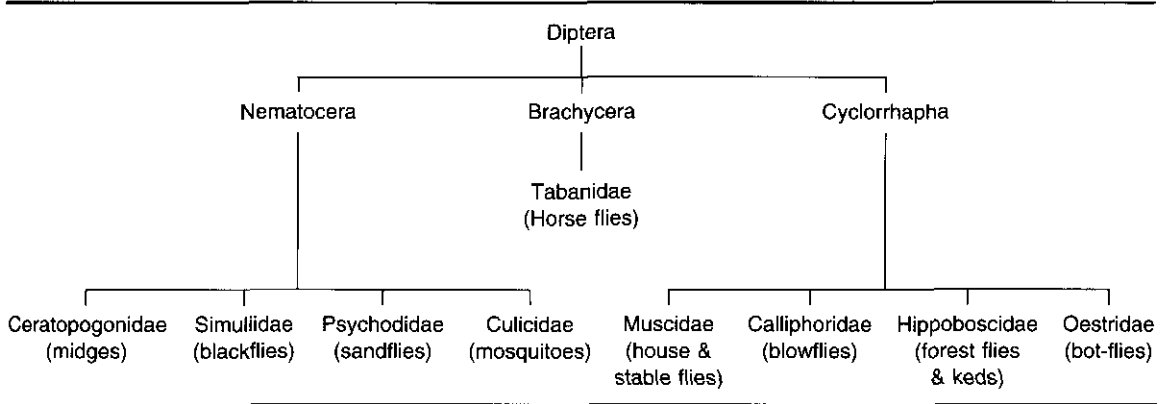 Diptera
Nematocera Brachycera Cyclorrhapha
Tabanidae
(Horse flies)
Ceratopogonidae Simuliidae Psychodidae Culicidae Muscidae Calliphoridae Hippoboscidae Oestridae
(midges) (blackflies) (sandflies) (mosquitoes) (house & (blowflies) (forest flies (bot-flies)
stable flies) & keds)